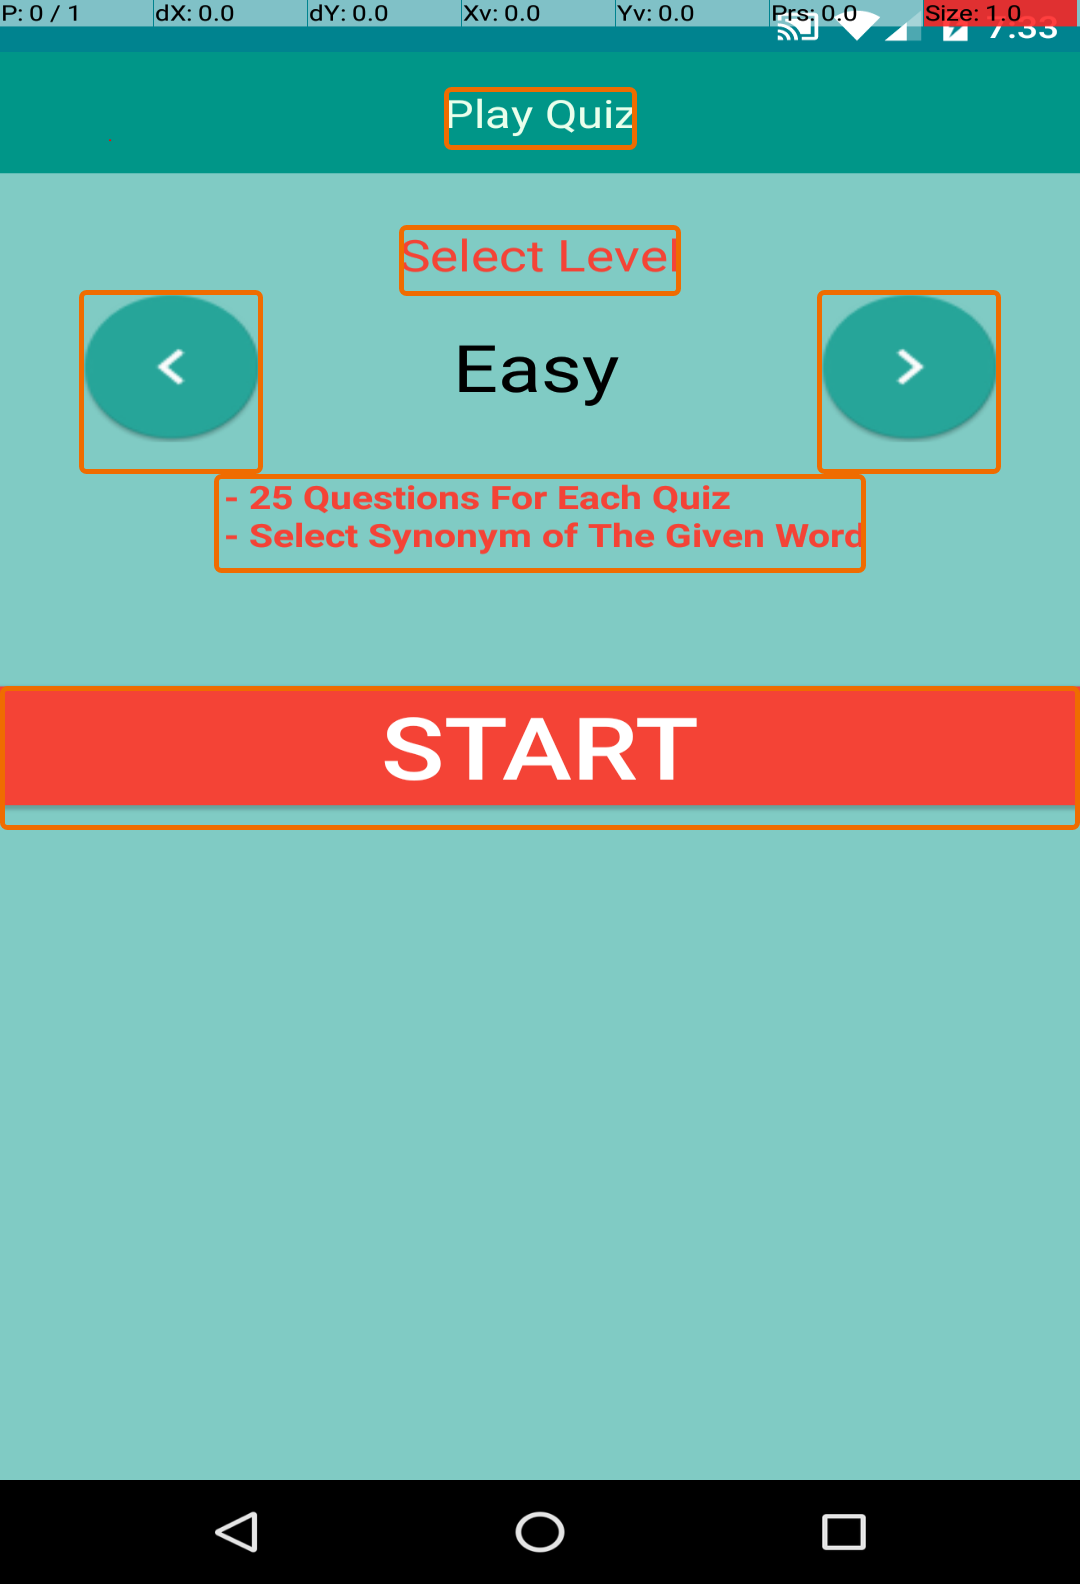 P: 0 / 1 dX: 0.0 dY: 0.0 Xv: 0.0 Yv: 0.0 Prs: 0.0 Size: 1.0
7:33
Play Quiz
Select Level
< Easy >
- 25 Questions For Each Quiz
- Select Synonym of The Given Word
START